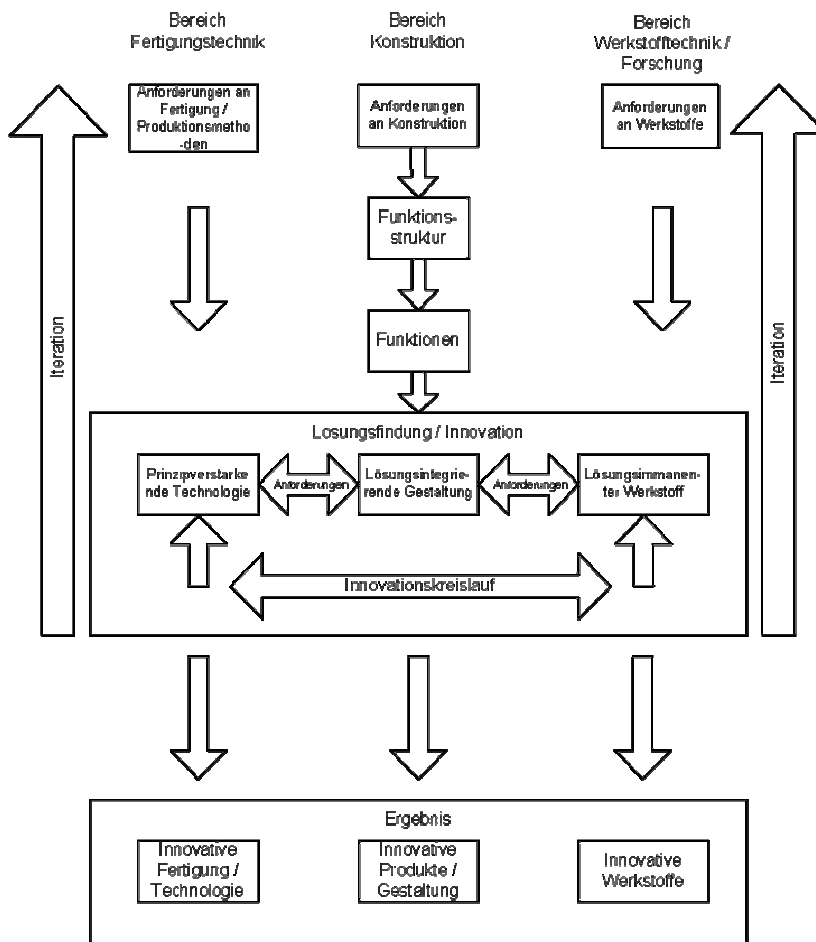 Bereich
Fertigungstechnik
Bereich
Konstruktion
Bereich
Werkstofftechnik /
Forschung
Anforderungen an
Fertigung /
Produktionsmetho
-den
Anforderungen
an Konstruktion
Anforderungen
an Werkstoffe
Funktions-
struktur
Funktionen
Iteration
Iteration
Losungsfindung / Innovation
Prinzipverstarke
nde Technologie
Anforderungen
Lösungsintegrie
rende Gestaltung
Anforderungen
Lösungsimmanen
ter Werkstoff
Innovationskreislauf
Ergebnis
Innovative
Fertigung /
Technologie
Innovative
Produkte /
Gestaltung
Innovative
Werkstoffe